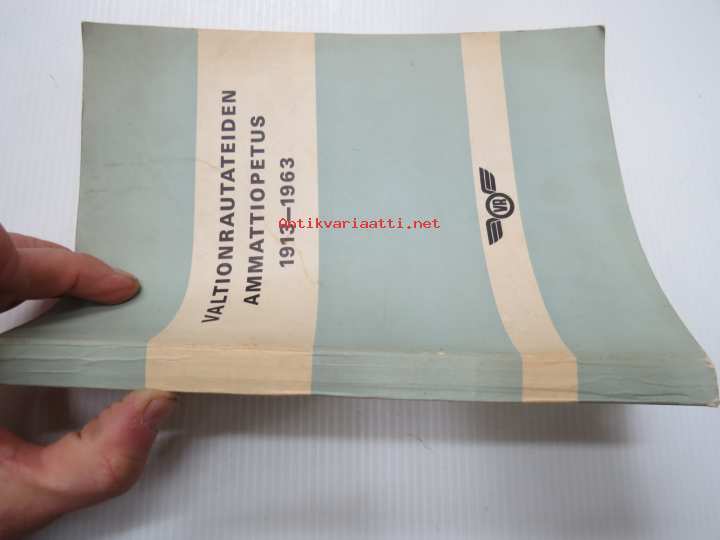 VALTIONRAUTATEIDEN
AMMATTIOPETUS
1913—1963
VR
Antikvariaatti.net